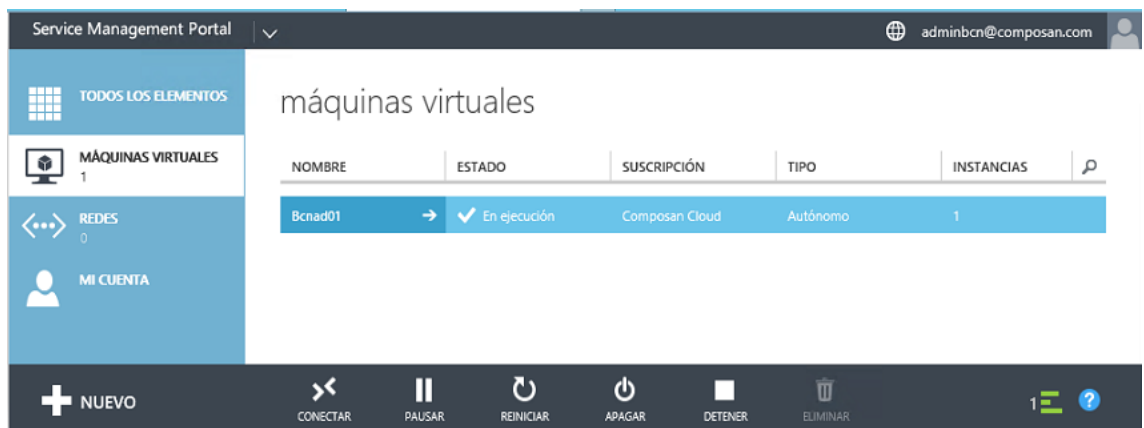 Service Management Portal adminbcn@composan.com
TODOS LOS ELEMENTOS
MÁQUINAS VIRTUALES
1
REDES
0
MI CUENTA
máquinas virtuales
NOMBRE ESTADO SUSCRIPCIÓN TIPO INSTANCIAS
Bcnad01 En ejecución Composan Cloud Autónomo 1
NUEVO CONECTAR PAUSAR REINICIAR APAGAR DETENER ELIMINAR 1 ?